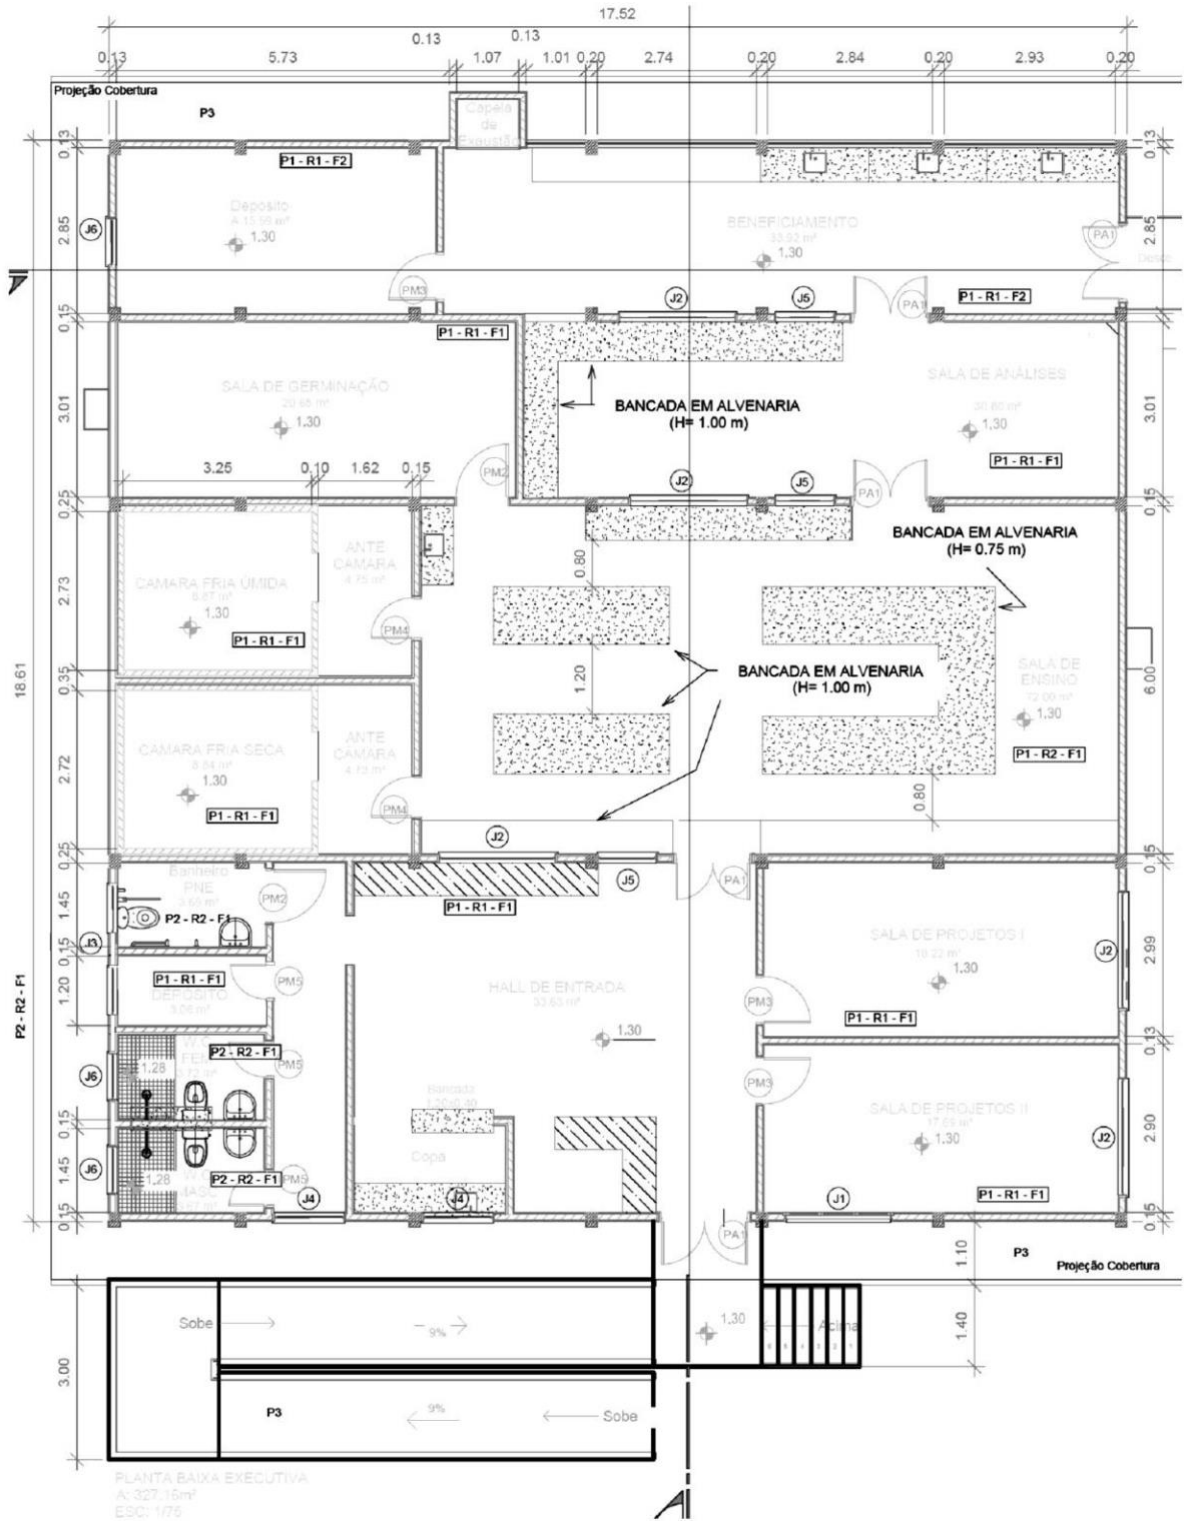 17.52
0.13
0.13
0.13
5.73
1.07
1.01
0.20
2.74
0.20
2.84
0.20
2.93
0.20
Projeção Cobertura
P3
Capela
de
Exaustão
0.13
0.13
P1 - R1 - F2
Depósito
1.30
J6
2.85
PM3
BENEFICIAMENTO
1.30
PA1
2.85
J2
J5
PA1
P1 - R1 - F2
0.15
0.15
P1 - R1 - F1
SALA DE GERMINAÇÃO
1.30
3.01
BANCADA EM ALVENARIA
(H= 1.00 m)
SALA DE ANÁLISES
1.30
3.01
P1 - R1 - F1
3.25
0.10
1.62
0.15
PM2
J2
J5
PA1
0.25
0.15
BANCADA EM ALVENARIA
(H= 0.75 m)
ANTE
CAMARA
CAMARA FRIA ÚMIDA
1.30
P1 - R1 - F1
2.73
PM4
0.80
1.20
BANCADA EM ALVENARIA
(H= 1.00 m)
SALA DE
ENSINO
1.30
6.00
P1 - R2 - F1
18.61
0.35
ANTE
CAMARA
CAMARA FRIA SECA
1.30
P1 - R1 - F1
2.72
PM4
0.80
J2
J5
PA1
0.25
0.15
Banheiro
PNE
P2 - R2 - F1
PM2
1.45
J3
P1 - R1 - F1
SALA DE PROJETOS I
1.30
J2
2.99
P1 - R1 - F1
0.15
P1 - R1 - F1
DEPÓSITO
PM5
1.20
HALL DE ENTRADA
1.30
PM3
P2 - R2 - F1
0.13
W.C
P2 - R2 - F1
PM5
1.28
J6
PM3
Bancada
SALA DE PROJETOS II
1.30
J2
2.90
0.15
Copa
1.45
J6
1.28
P2 - R2 - F1
PM5
MASC.
J4
J4
J1
P1 - R1 - F1
0.15
0.15
PA1
P3
Projeção Cobertura
1.10
1.40
Sobe
9%
1.30
Acima
3.00
P3
9%
Sobe
PLANTA BAIXA EXECUTIVA
A: 327.16m²
ESC: 1/75